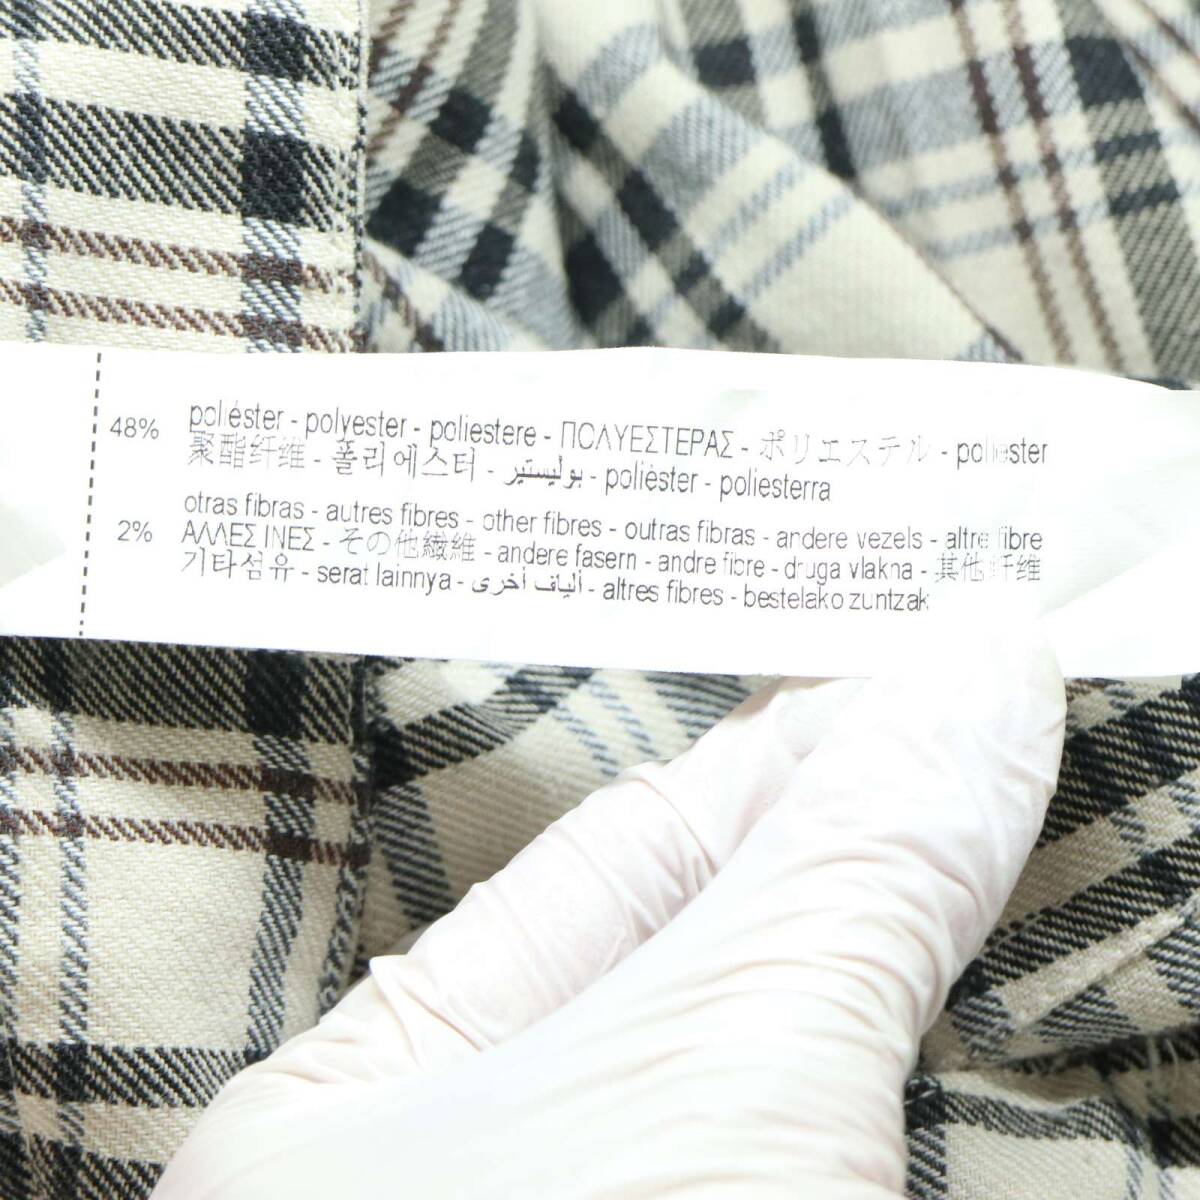 48% poliéster - polyester - poliestere - ΠΟΛΥΕΣΤΕΡΑΣ - ポリエステル - poliester
聚酯纤维 - 폴리에스터 - بوليستير - polièster - poliesterra
2% otras fibras - autres fibres - other fibres - outras fibras - andere vezels - altre fibre
ΑΛΛΕΣ ΙΝΕΣ - その他繊維 - andere fasern - andre fibre - druga vlakna - 其他纤维
기타섬유 - serat lainnya - ألياف أخرى - altres fibres - bestelako zuntzak